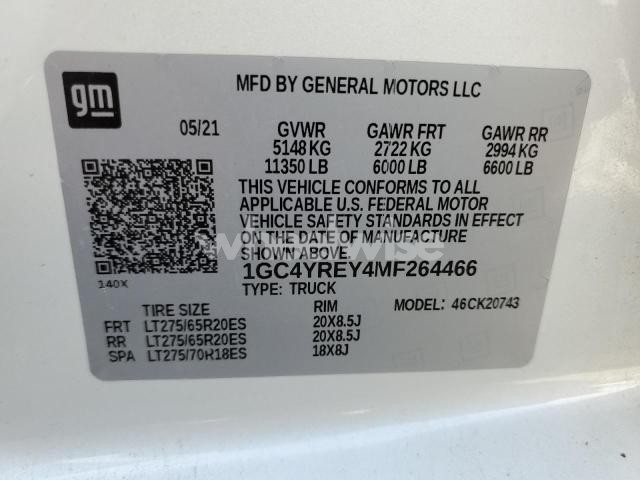 gm
MFD BY GENERAL MOTORS LLC
05/21 GVWR GAWR FRT GAWR RR
5148 KG 2722 KG 2994 KG
11350 LB 6000 LB 6600 LB
THIS VEHICLE CONFORMS TO ALL
APPLICABLE U.S. FEDERAL MOTOR
VEHICLE SAFETY STANDARDS IN EFFECT
ON THE DATE OF MANUFACTURE
SHOWN ABOVE.
1GC4YREY4MF264466
140X
TYPE: TRUCK MODEL: 46CK20743
TIRE SIZE RIM
FRT LT275/65R20ES 20X8.5J
RR LT275/65R20ES 20X8.5J
SPA LT275/70R18ES 18X8J